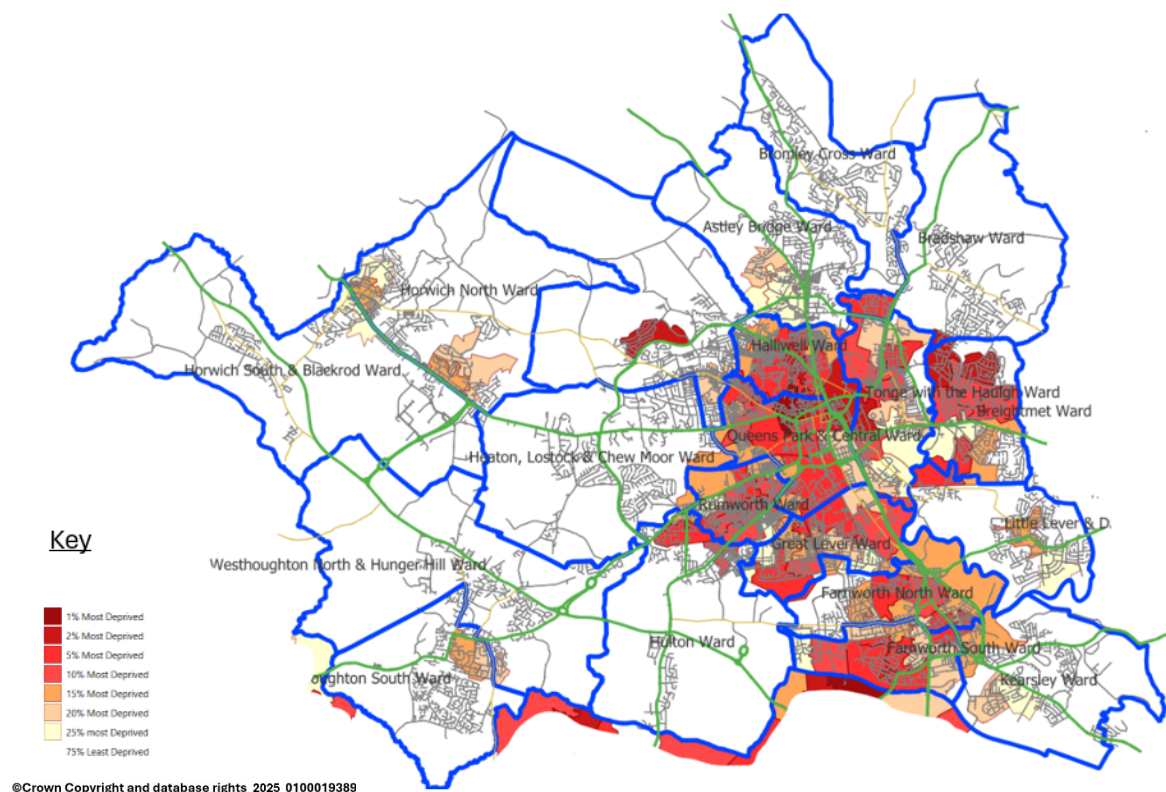 Bromley Cross Ward
Astley Bridge Ward
Bradshaw Ward
Horwich North Ward
Halliwell Ward
Horwich South & Blackrod Ward
Tonge with the Haulgh Ward
Breightmet Ward
Queens Park & Central Ward
Heaton, Lostock & Chew Moor Ward
Rumworth Ward
Little Lever & D.
Key
Great Lever Ward
Westhoughton North & Hunger Hill Ward
Farnworth North Ward
Hulton Ward
Farnworth South Ward
oughton South Ward
Kearsley Ward
1% Most Deprived
2% Most Deprived
5% Most Deprived
10% Most Deprived
15% Most Deprived
20% Most Deprived
25% most Deprived
75% Least Deprived
©Crown Copyright and database rights 2025 0100019389